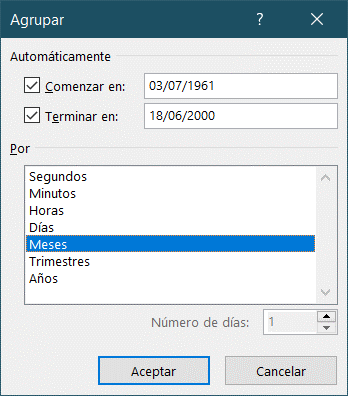 Agrupar
Automáticamente
Comenzar en: 03/07/1961
Terminar en: 18/06/2000
Por
Segundos
Minutos
Horas
Días
Meses
Trimestres
Años
Número de días: 1
Aceptar Cancelar